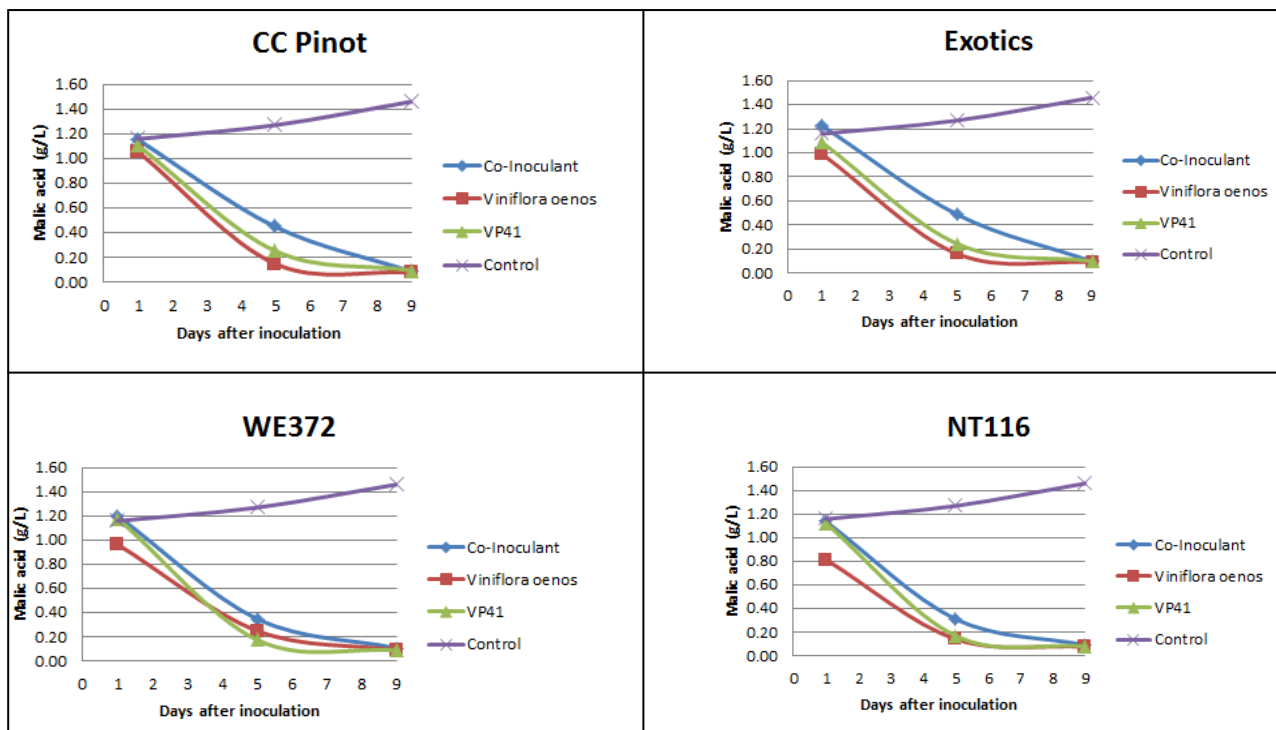 CC Pinot
1.60
1.40
1.20
1.00
0.80
0.60
0.40
0.20
0.00
Malic acid (g/L)
0 1 2 3 4 5 6 7 8 9
Days after inoculation
Co-Inoculant
Viniflora oenos
VP41
Control
Exotics
1.60
1.40
1.20
1.00
0.80
0.60
0.40
0.20
0.00
Malic acid (g/L)
0 1 2 3 4 5 6 7 8 9
Days after inoculation
Co-Inoculant
Viniflora oenos
VP41
Control
WE372
1.60
1.40
1.20
1.00
0.80
0.60
0.40
0.20
0.00
Malic acid (g/L)
0 1 2 3 4 5 6 7 8 9
Days after inoculation
Co-Inoculant
Viniflora oenos
VP41
Control
NT116
1.60
1.40
1.20
1.00
0.80
0.60
0.40
0.20
0.00
Malic acid (g/L)
0 1 2 3 4 5 6 7 8 9
Days after inoculation
Co-Inoculant
Viniflora oenos
VP41
Control